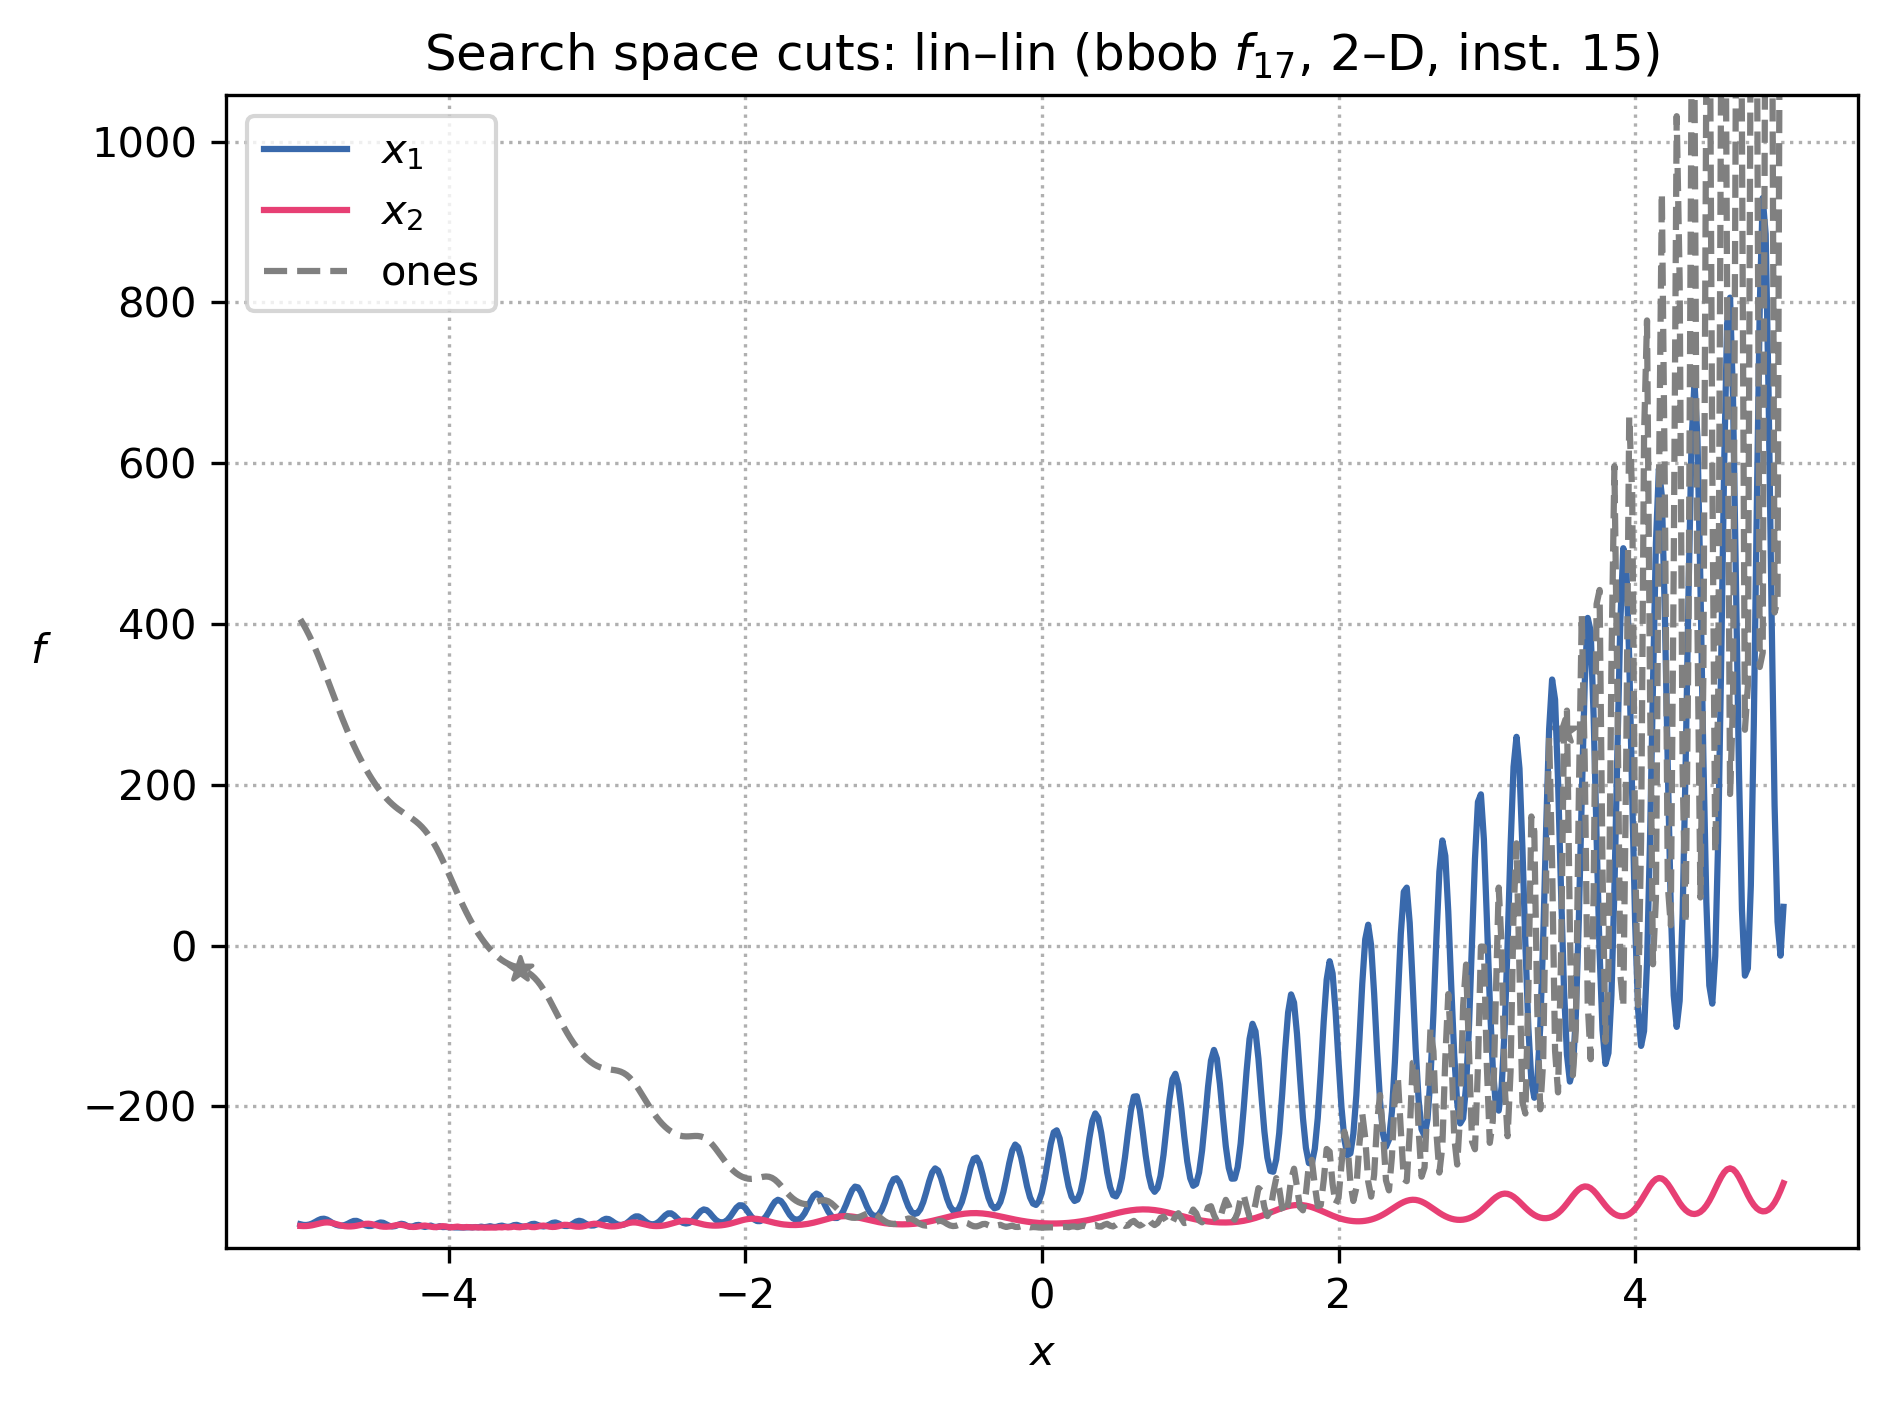 Search space cuts: lin–lin (bbob f17, 2–D, inst. 15)
x1
x2
ones
1000
800
600
400
200
0
−200
f
−4
−2
0
2
4
x